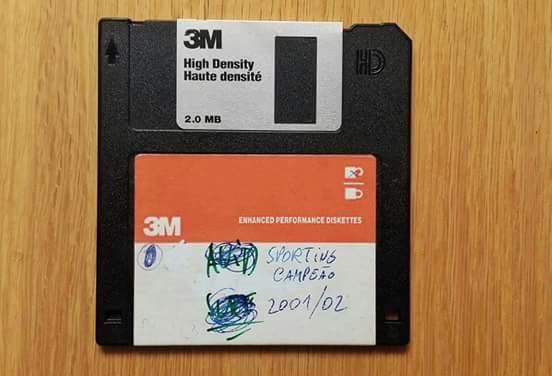 3M
High Density
Haute densité
2.0 MB
HD
3M
ENHANCED PERFORMANCE DISKETTES
SPORTING
CAMPEÃO
2001/02